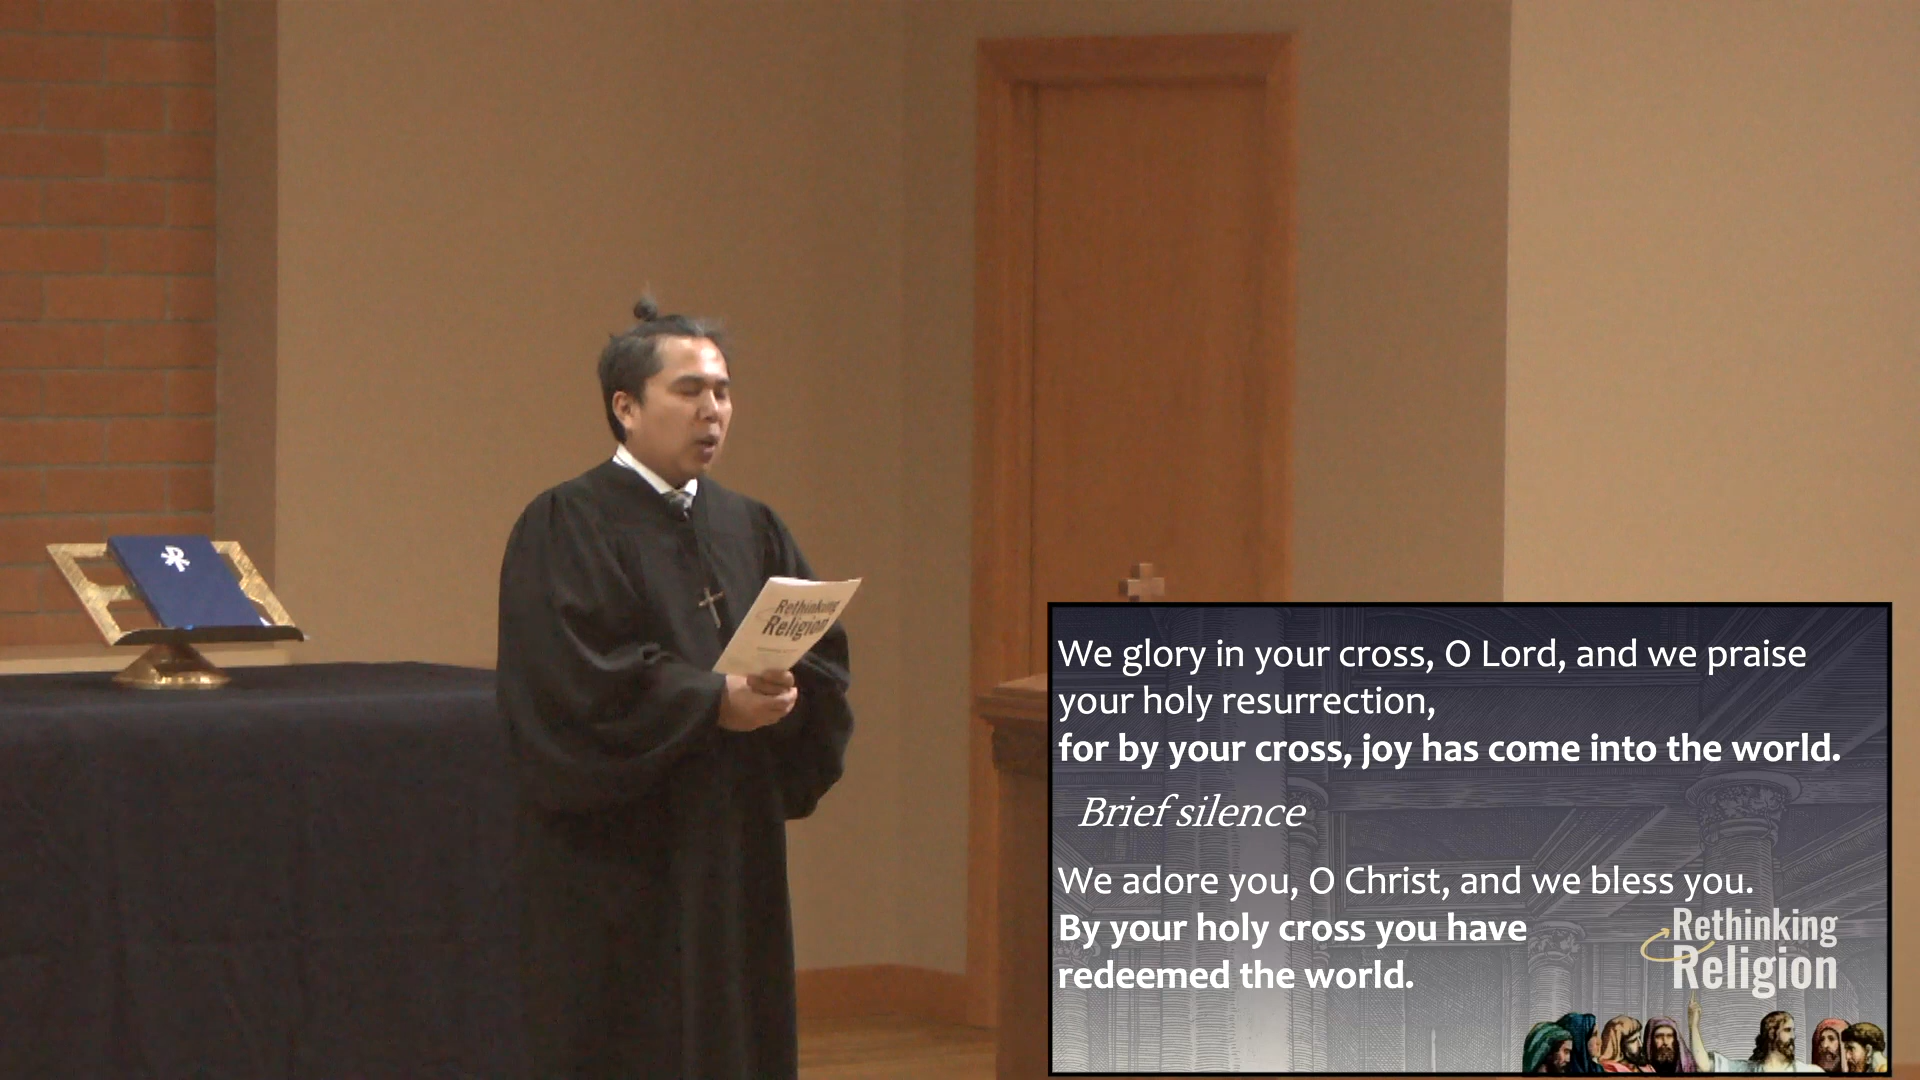 Rethinking
Religion
We glory in your cross, O Lord, and we praise
your holy resurrection,
for by your cross, joy has come into the world.
Brief silence
We adore you, O Christ, and we bless you.
By your holy cross you have
redeemed the world.
Rethinking
Religion